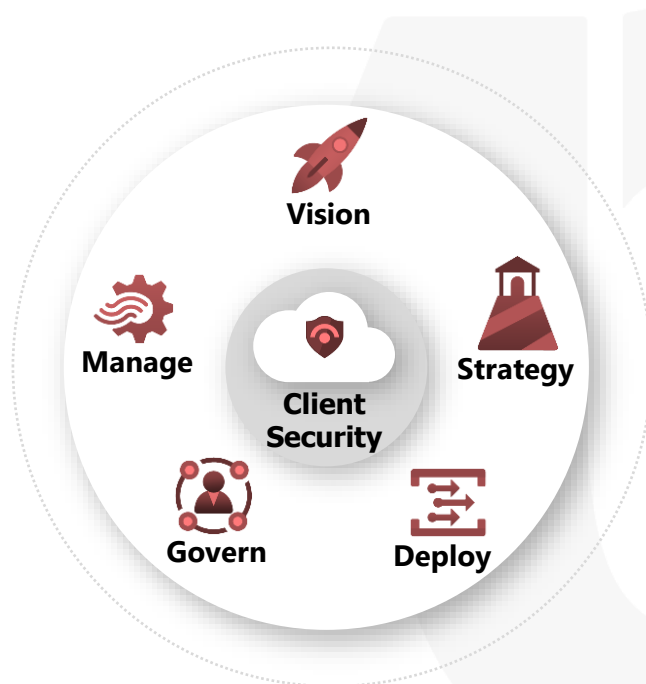 Vision
Manage
Strategy
Client
Security
Govern
Deploy